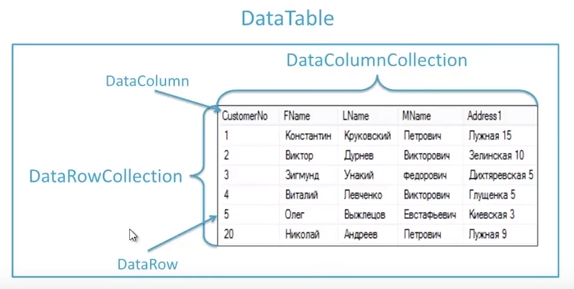 DataTable
DataColumnCollection
DataColumn
CustomerNo FName LName MName Address1
1 Константин Круковский Петрович Лужная 15
2 Виктор Дурнев Викторович Зелинская 10
3 Зигмунд Унакий федорович Дихтяревская 5
DataRowCollection
4 Виталий Левченко Викторович Глущенка 5
5 Олег Выжлецов Евстафьевич Киевская 3
20 Николай Андреев Петрович Лужная 9
DataRow